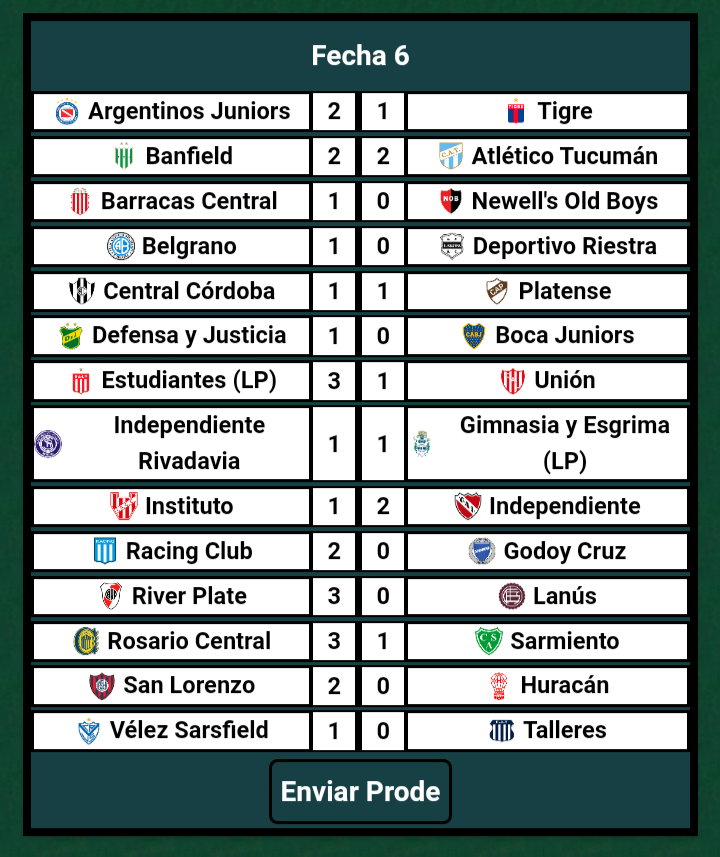 Fecha 6
Argentinos Juniors 2 1 Tigre
Banfield 2 2 Atlético Tucumán
Barracas Central 1 0 Newell's Old Boys
Belgrano 1 0 Deportivo Riestra
Central Córdoba 1 1 Platense
Defensa y Justicia 1 0 Boca Juniors
Estudiantes (LP) 3 1 Unión
Independiente Rivadavia 1 1 Gimnasia y Esgrima (LP)
Instituto 1 2 Independiente
Racing Club 2 0 Godoy Cruz
River Plate 3 0 Lanús
Rosario Central 3 1 Sarmiento
San Lorenzo 2 0 Huracán
Vélez Sarsfield 1 0 Talleres
Enviar Prode